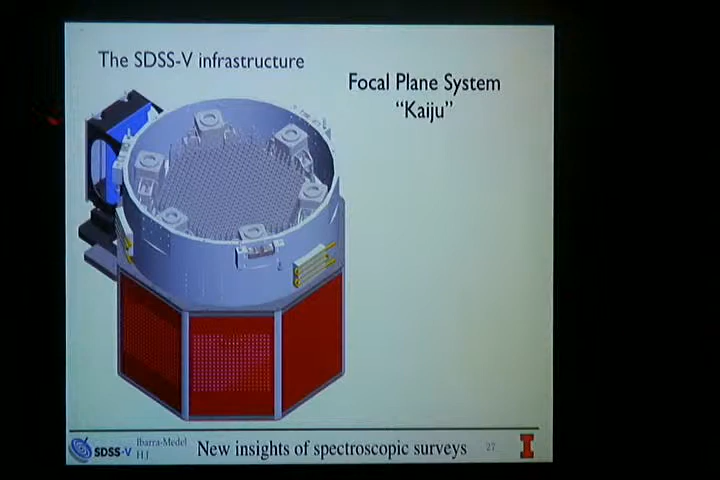 The SDSS-V infrastructure
Focal Plane System
“Kaiju”
SDSS-V
Ibarra-Medel
HJ
New insights of spectroscopic surveys
27
I